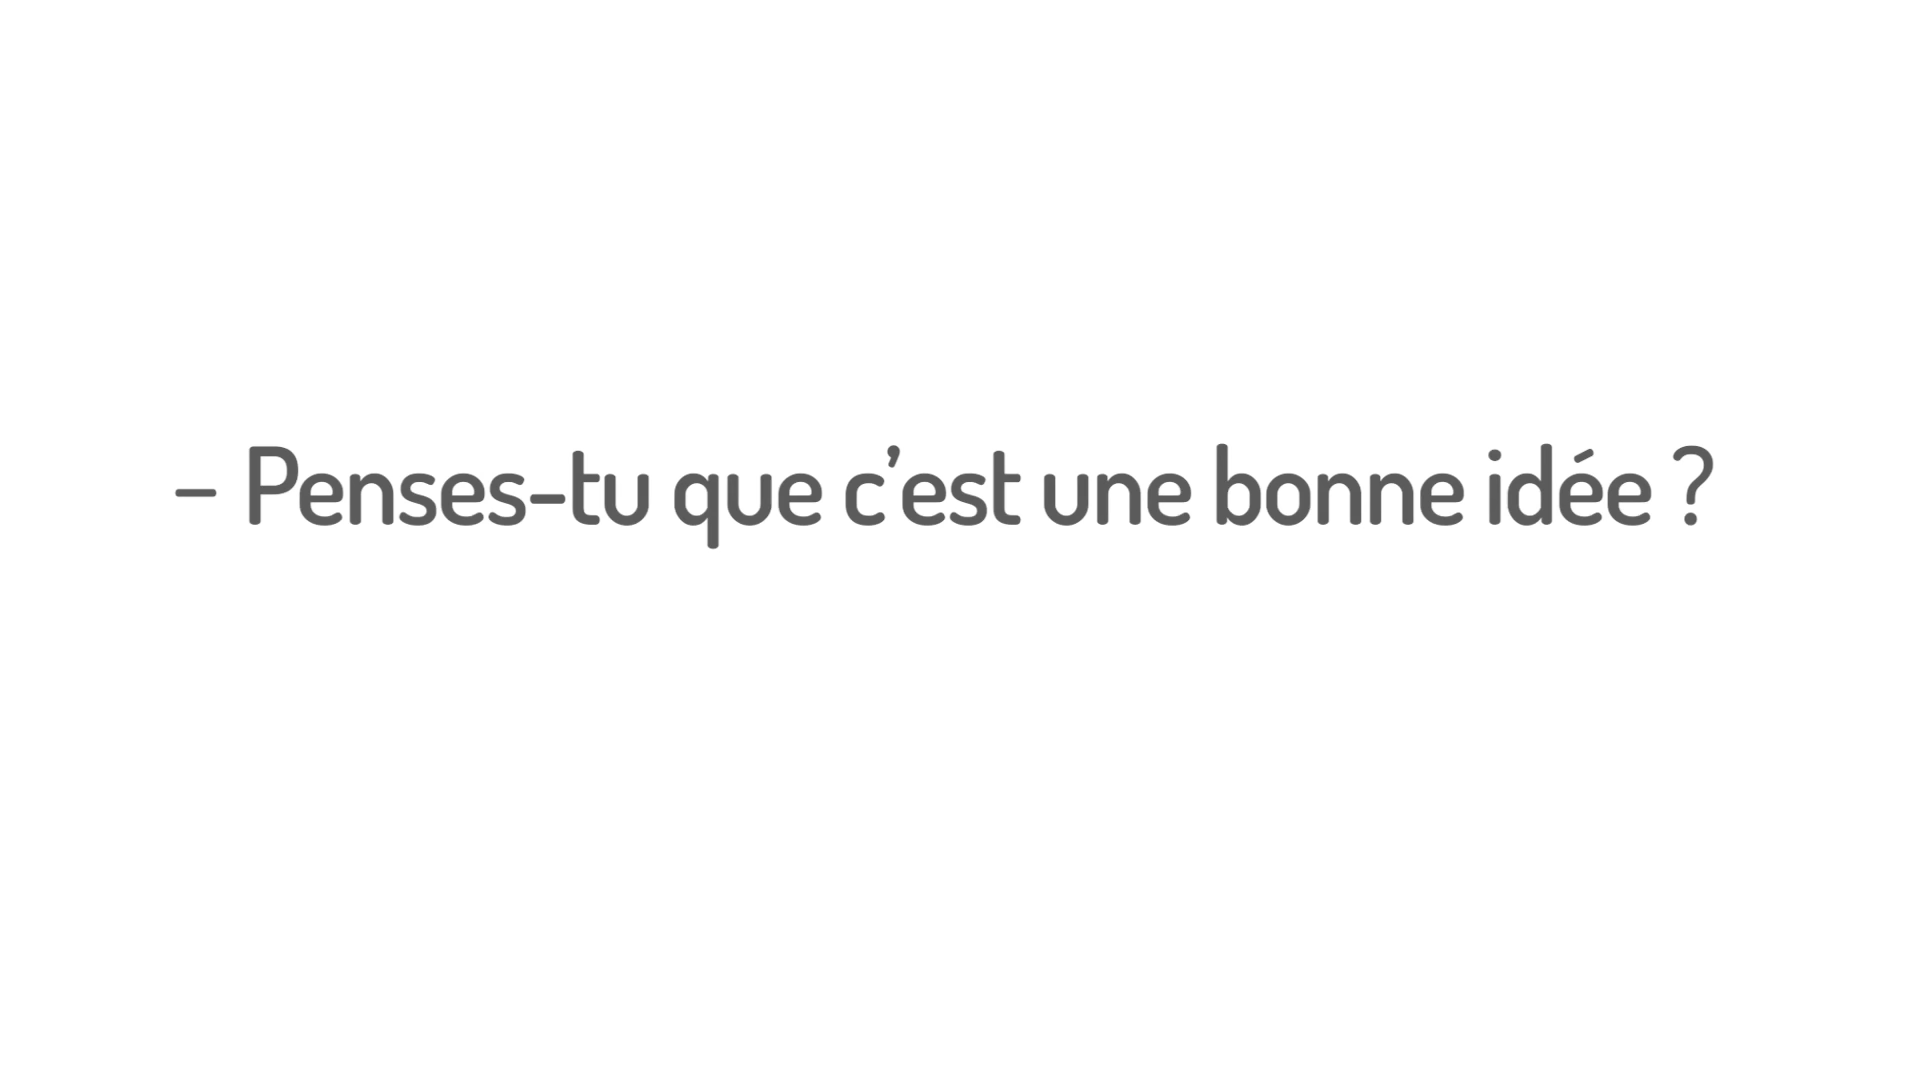 – Penses-tu que c’est une bonne idée ?